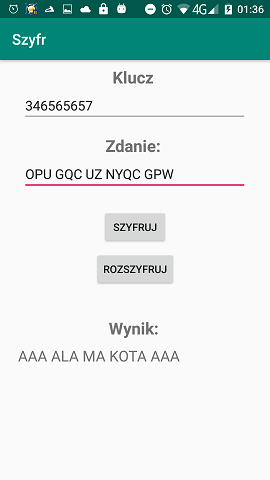 4G 01:36
Szyfr
Klucz
346565657
Zdanie:
OPU GQC UZ NYQC GPW
SZYFRUJ
ROZSZYFRUJ
Wynik:
AAA ALA MA KOTA AAA